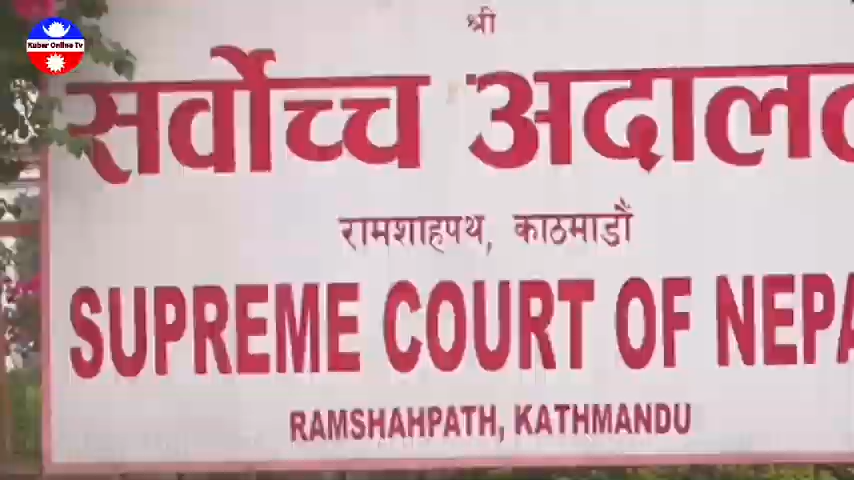 Kuber Online Tv
श्री
सर्वोच्च अदाल
रामशाहपथ, काठमाडौं
SUPREME COURT OF NEPA
RAMSHAHPATH, KATHMANDU